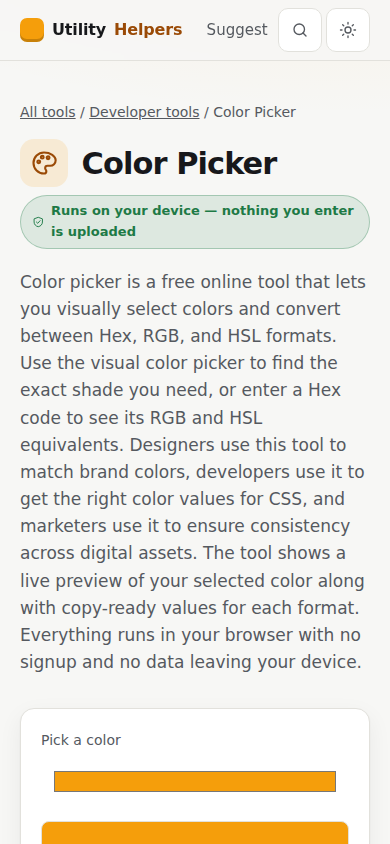 Utility Helpers Suggest
All tools / Developer tools / Color Picker
Color Picker
Runs on your device — nothing you enter
is uploaded
Color picker is a free online tool that lets
you visually select colors and convert
between Hex, RGB, and HSL formats.
Use the visual color picker to find the
exact shade you need, or enter a Hex
code to see its RGB and HSL
equivalents. Designers use this tool to
match brand colors, developers use it to
get the right color values for CSS, and
marketers use it to ensure consistency
across digital assets. The tool shows a
live preview of your selected color along
with copy-ready values for each format.
Everything runs in your browser with no
signup and no data leaving your device.
Pick a color